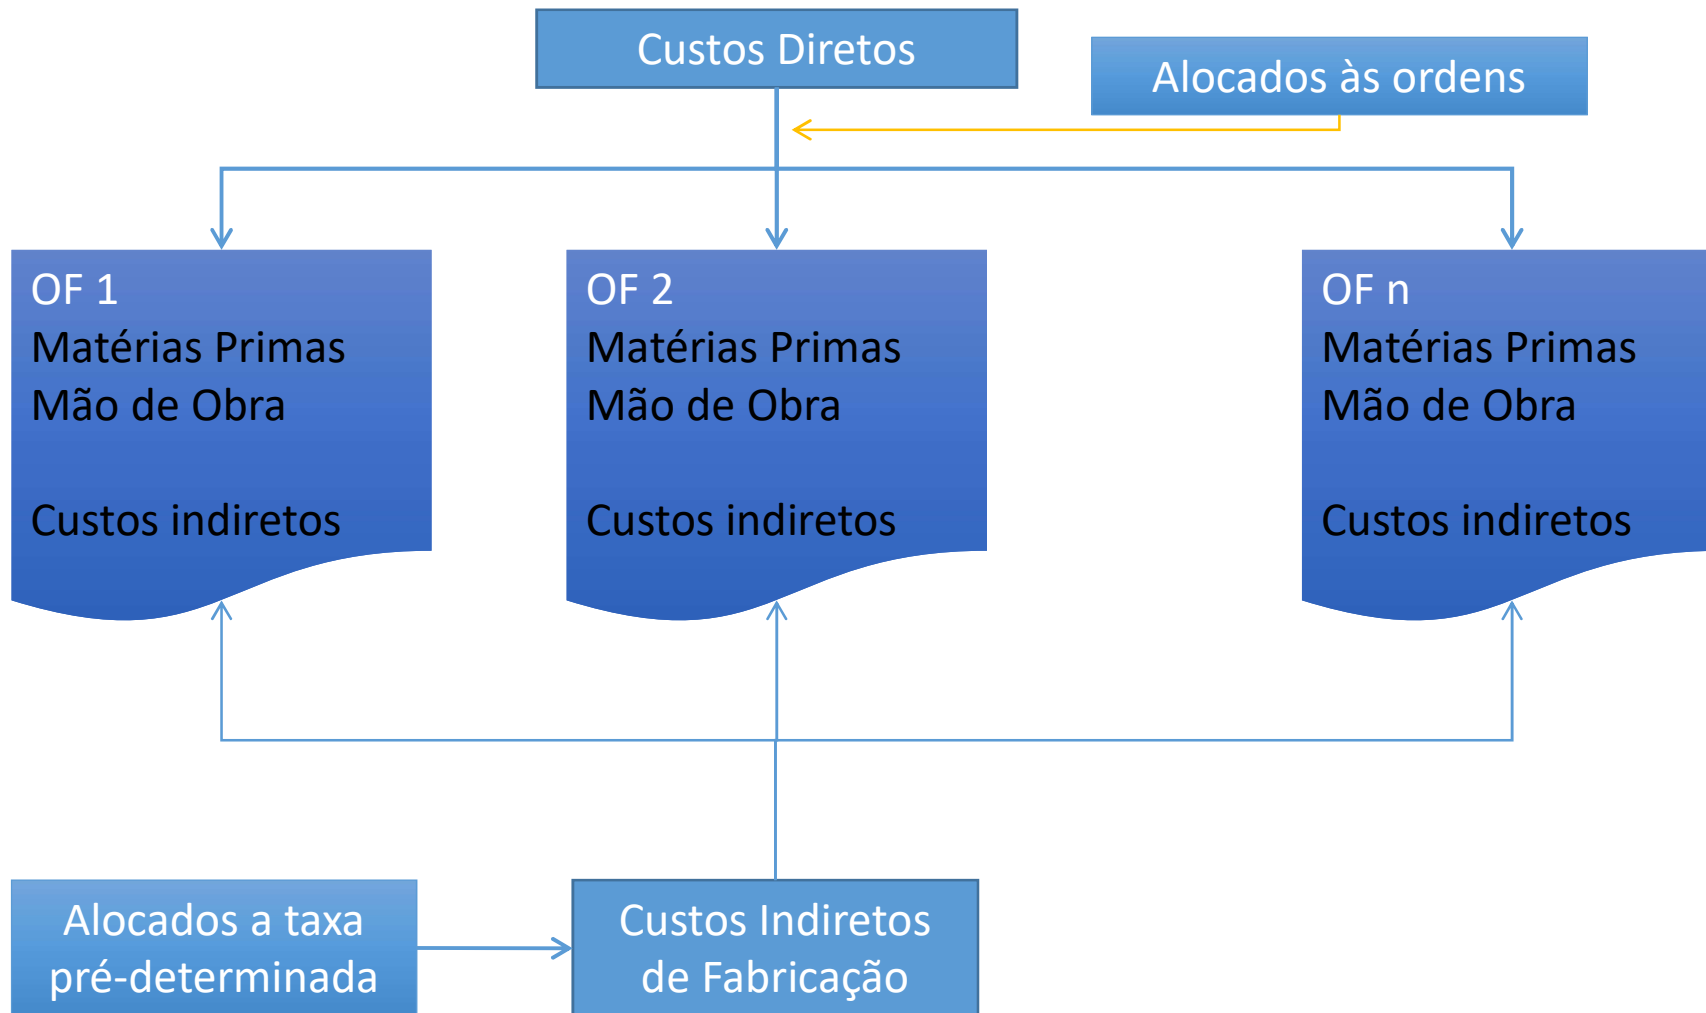 Custos Diretos
Alocados às ordens
OF 1
Matérias Primas
Mão de Obra
Custos indiretos
OF 2
Matérias Primas
Mão de Obra
Custos indiretos
OF n
Matérias Primas
Mão de Obra
Custos indiretos
Alocados a taxa
pré-determinada
Custos Indiretos
de Fabricação